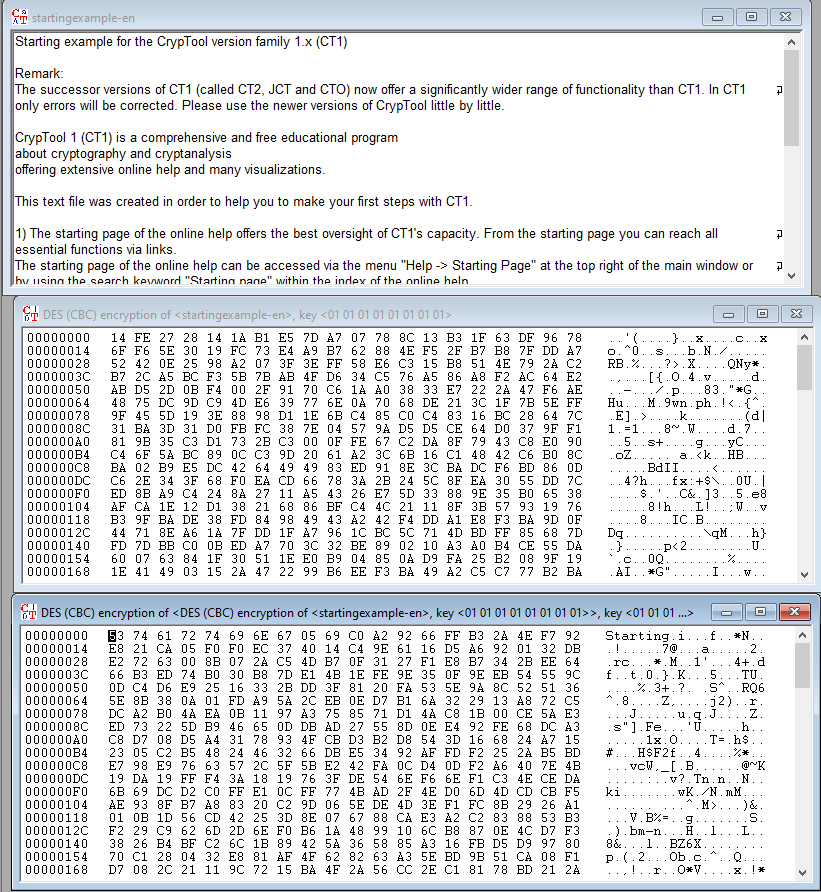 startingexample-en
Starting example for the CrypTool version family 1.x (CT1)
Remark:
The successor versions of CT1 (called CT2, JCT and CTO) now offer a significantly wider range of functionality than CT1. In CT1
only errors will be corrected. Please use the newer versions of CrypTool little by little.
CrypTool 1 (CT1) is a comprehensive and free educational program
about cryptography and cryptanalysis
offering extensive online help and many visualizations.
This text file was created in order to help you to make your first steps with CT1.
1) The starting page of the online help offers the best oversight of CT1's capacity. From the starting page you can reach all
essential functions via links.
The starting page of the online help can be accessed via the menu "Help -> Starting Page" at the top right of the main window or
by using the search keyword "Starting page" within the index of the online help.
DES (CBC) encryption of <startingexample-en>, key <01 01 01 01 01 01 01 01>
00000000 14 FE 27 28 14 1A B1 E5 7D A7 07 78 8C 13 B3 1F 63 DF 96 78 ..'(....}..x....c..x
00000014 6F F6 5E 30 19 FC 73 E4 A9 B7 62 88 4E F5 2F B7 B8 7F DD A7 o.^0..s...b.N./.....
00000028 52 42 0E 25 98 A2 07 3F 3E FF 58 E6 C3 15 B8 51 4E 79 2A C2 RB.%...?>.X....QNy*.
0000003C B7 2C A5 BC F3 5B 7B AB 4F D6 34 C5 76 A5 86 A8 F2 AC 64 E2 .,...[{.O.4.v.....d.
00000050 AB D5 2D 0B F4 00 2F 91 70 C6 1A A0 38 33 E7 22 2A 47 F6 AE ..-.../.p...83."*G..
00000064 48 75 DC 9D C9 4D E6 39 77 6E 0A 70 68 DE 21 3C 1F 7B 5E FF Hu...M.9wn.ph.!<.{^.
00000078 9F 45 5D 19 3E 88 98 D1 1E 6B C4 85 C0 C4 83 16 BC 28 64 7C .E].>....k.......(d|
0000008C 31 BA 3D 31 D0 FB FC 38 7E 04 57 9A D5 D5 CE 64 D0 37 9F F1 1.=1...8~.W....d.7..
000000A0 81 9B 35 C3 D1 73 2B C3 00 0F FE 67 C2 DA 8F 79 43 C8 E0 90 ..5..s+....g...yC...
000000B4 C4 6F 5A BC 89 0C C3 9D 20 61 A2 3C 6B 16 C1 48 42 C6 B0 8C .oZ..... a.<k..HB...
000000C8 BA 02 B9 E5 DC 42 64 49 49 83 ED 91 8E 3C BA DC F6 BD 86 0D .....BdII....<......
000000DC C6 2E 34 3F 68 F0 EA CD 66 78 3A 2B 24 5C 8F EA 30 55 DD 7C ..4?h...fx:+$\..0U.|
000000F0 ED 8B A9 C4 24 8A 27 11 A5 43 26 E7 5D 33 88 9E 35 B0 65 38 ....$.'..C&.]3..5.e8
00000104 AF CA 1E 12 D1 38 21 68 86 BF C4 4C 21 11 8F 3B 57 93 19 76 .....8!h...L!..;W..v
00000118 B3 9F BA DE 38 FD 84 98 49 43 A2 42 F4 DD A1 E8 F3 BA 9D 0F ....8...IC.B........
0000012C 44 71 8E A6 1A 7F DD 1F A7 96 1C BC 5C 71 4D BD FF 85 68 7D Dq..........\qM...h}
00000140 FD 7D BB C0 0B ED A7 70 3C 32 BE 89 02 10 A3 A0 B4 CE 55 DA .}.....p<2........U.
00000154 60 07 63 84 1F 30 51 1E E0 B9 04 85 0A D9 FA 25 B2 08 9F 19 `.c..0Q........%....
00000168 1E 41 49 03 15 2A 47 22 99 B6 EE F3 BA 49 A2 C5 C7 77 B2 BA .AI..*G".....I...w..
DES (CBC) encryption of <DES (CBC) encryption of <startingexample-en>, key <01 01 01 01 01 01 01 01>>, key <01 01 01 ...>
00000000 53 74 61 72 74 69 6E 67 05 69 C0 A2 92 66 FF B3 2A 4E F7 92 Starting.i...f..*N..
00000014 E8 21 CA 05 F0 F0 EC 37 40 14 C4 9E 61 16 D5 A6 92 01 32 DB .!.....7@...a.....2.
00000028 E2 72 63 00 8B 07 2A C5 4D B7 0F 31 27 F1 E8 B7 34 2B EE 64 .rc...*.M..1'...4+.d
0000003C 66 B3 ED 74 B0 30 B8 7D E1 4B 1E FE 9E 35 0F 9E EB 54 55 9C f..t.0.}.K...5...TU.
00000050 0D C4 D6 E9 25 16 33 2B DD 3F 81 20 FA 53 5E 9A 8C 52 51 36 ....%.3+.?. .S^..RQ6
00000064 5E 8B 38 0A 01 FD A9 5A 2C EB 0E D7 B1 6A 32 29 13 A8 72 C5 ^.8....Z,....j2)..r.
00000078 DC A2 B0 4A EA 0B 11 97 A3 75 85 71 D1 4A C8 1B 00 CE 5A E3 ...J.....u.q.J....Z.
0000008C ED 73 22 5D B9 46 65 0D DB AD 27 55 8D 0E E4 92 FE 68 DC A3 .s"].Fe...'U.....h..
000000A0 C8 D7 08 D5 A4 31 78 93 4F CB D3 B2 D8 54 3D 16 68 24 A7 15 .....1x.O....T=.h$..
000000B4 23 05 C2 B5 48 24 46 32 66 DB E5 34 92 AF FD F2 25 2A B5 BD #...H$F2f..4....%*..
000000C8 E7 98 E9 76 63 57 2C 5F 5B E2 42 FA 0C D4 0D F2 A6 40 7E 4B ...vcW,_[.B......@~K
000000DC 19 DA 19 FF F4 3A 18 19 76 3F DE 54 6E F6 6E F1 C3 4E CE DA .....:..v?.Tn.n..N..
000000F0 6B 69 DC D2 C0 FF E1 0C FF 77 4B AD 2F 4E D0 6D 4D CD CB F5 ki.......wK./N.mM...
00000104 AE 93 8F B7 A8 83 20 C2 9D 06 5E DE 4D 3E F1 FC 8B 29 26 A1 ...... ...^.M>...)&.
00000118 01 0B 1D 56 CD 42 25 3D 8E 07 67 88 CA E3 A2 C2 83 88 53 B3 ...V.B%=..g.......S.
0000012C F2 29 C9 62 6D 2D 6E F0 B6 1A 48 99 10 6C B8 87 0E 4C D7 F3 .).bm-n...H..l...L..
00000140 38 26 B4 BF C2 6C 1B 89 42 5A 36 58 85 A3 16 FB D5 D9 97 80 8&...l..BZ6X........
00000154 70 C1 28 04 32 E8 81 AF 4F 62 82 63 A3 5E BD 9B 51 CA 08 F1 p.(.2...Ob.c.^..Q...
00000168 D7 08 2C 21 11 9C 72 15 BA 4F 2A 56 CC 2E C1 81 78 BD 21 2A ..,!..r..O*V....x.!*